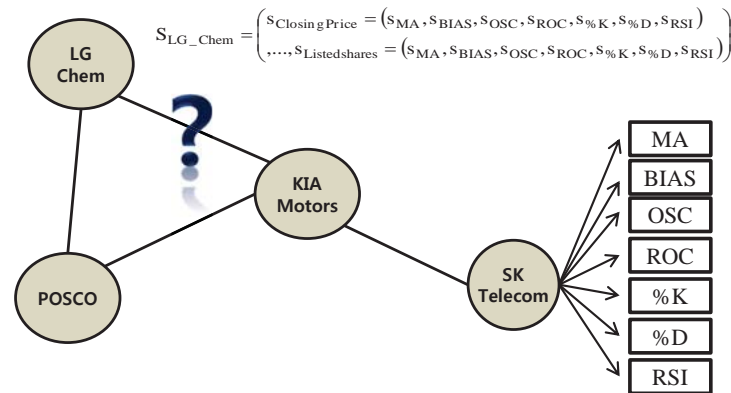 S_LG_Chem = ( s_ClosingPrice = (s_MA, s_BIAS, s_OSC, s_ROC, s_%K, s_%D, s_RSI)
,..., s_Listedshares = (s_MA, s_BIAS, s_OSC, s_ROC, s_%K, s_%D, s_RSI) )
LG
Chem
?
KIA
Motors
POSCO
SK
Telecom
MA
BIAS
OSC
ROC
%K
%D
RSI